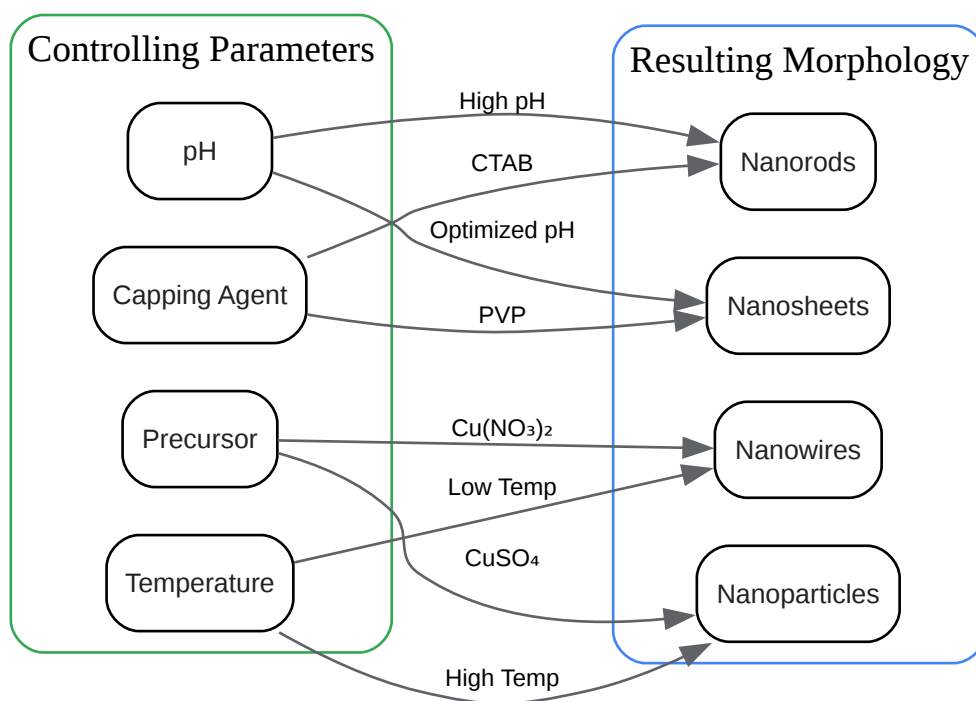 Controlling Parameters
Resulting Morphology
pH
Capping Agent
Precursor
Temperature
High pH
CTAB
Optimized pH
PVP
Cu(NO₃)₂
Low Temp
CuSO₄
High Temp
Nanorods
Nanosheets
Nanowires
Nanoparticles